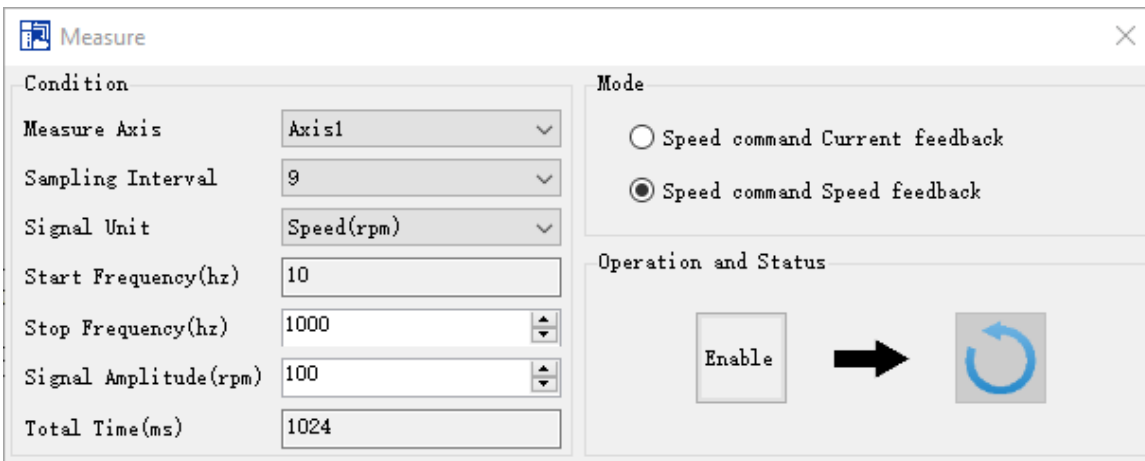 Measure
Condition
Measure Axis Axis1
Sampling Interval 9
Signal Unit Speed(rpm)
Start Frequency(hz) 10
Stop Frequency(hz) 1000
Signal Amplitude(rpm) 100
Total Time(ms) 1024
Mode
Speed command Current feedback
Speed command Speed feedback
Operation and Status
Enable